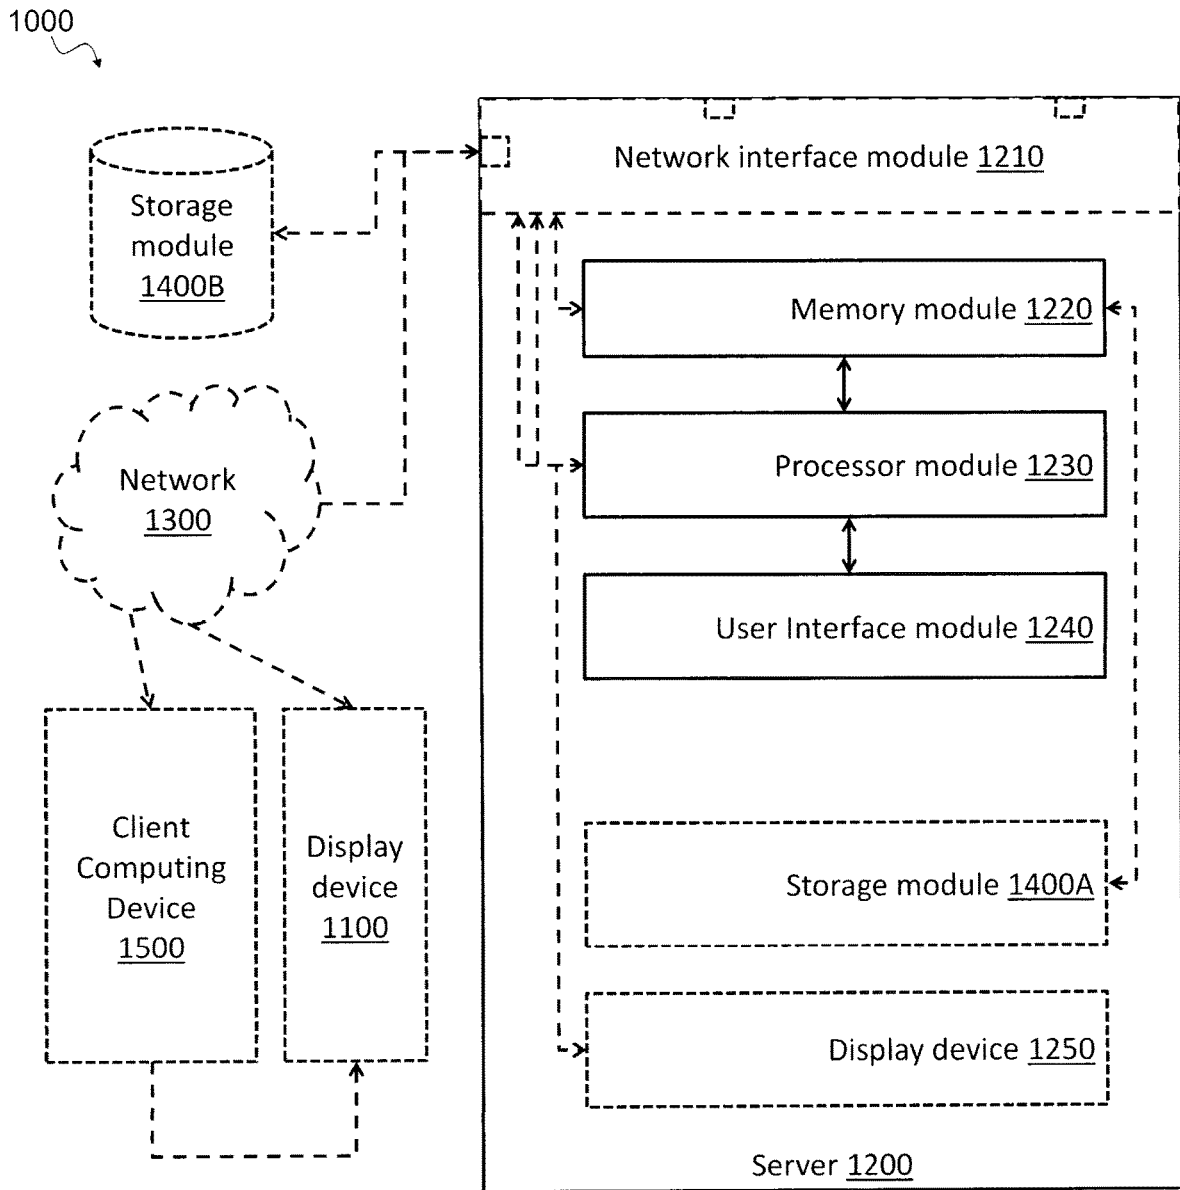 1000
Storage
module
1400B
Network
1300
Client
Computing
Device
1500
Display
device
1100
Network interface module 1210
Memory module 1220
Processor module 1230
User Interface module 1240
Storage module 1400A
Display device 1250
Server 1200